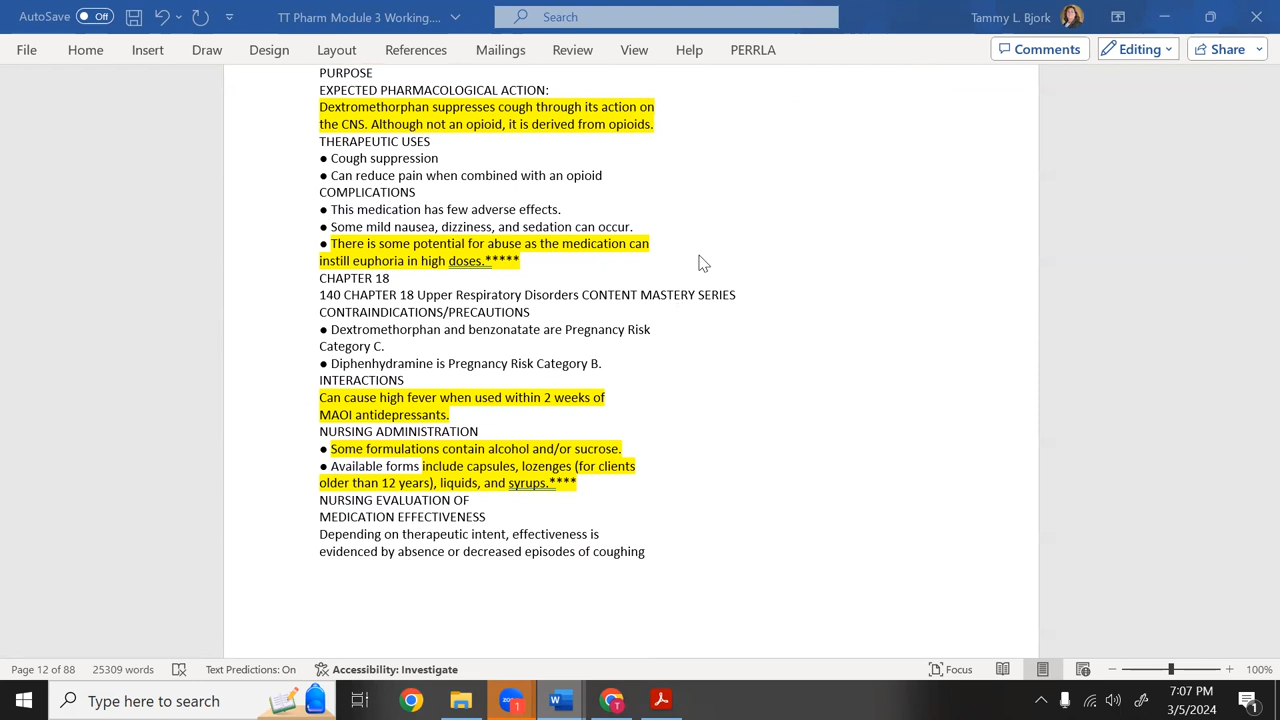 AutoSave Off TT Pharm Module 3 Working.... Search Tammy L. Bjork
File Home Insert Draw Design Layout References Mailings Review View Help PERRLA Comments Editing Share
PURPOSE
EXPECTED PHARMACOLOGICAL ACTION:
Dextromethorphan suppresses cough through its action on
the CNS. Although not an opioid, it is derived from opioids.
THERAPEUTIC USES
● Cough suppression
● Can reduce pain when combined with an opioid
COMPLICATIONS
● This medication has few adverse effects.
● Some mild nausea, dizziness, and sedation can occur.
● There is some potential for abuse as the medication can
instill euphoria in high doses.*****
CHAPTER 18
140 CHAPTER 18 Upper Respiratory Disorders CONTENT MASTERY SERIES
CONTRAINDICATIONS/PRECAUTIONS
● Dextromethorphan and benzonatate are Pregnancy Risk
Category C.
● Diphenhydramine is Pregnancy Risk Category B.
INTERACTIONS
Can cause high fever when used within 2 weeks of
MAOI antidepressants.
NURSING ADMINISTRATION
● Some formulations contain alcohol and/or sucrose.
● Available forms include capsules, lozenges (for clients
older than 12 years), liquids, and syrups.****
NURSING EVALUATION OF
MEDICATION EFFECTIVENESS
Depending on therapeutic intent, effectiveness is
evidenced by absence or decreased episodes of coughing
Page 12 of 88 25309 words Text Predictions: On Accessibility: Investigate Focus 100%
Type here to search 1 7:07 PM
3/5/2024 1